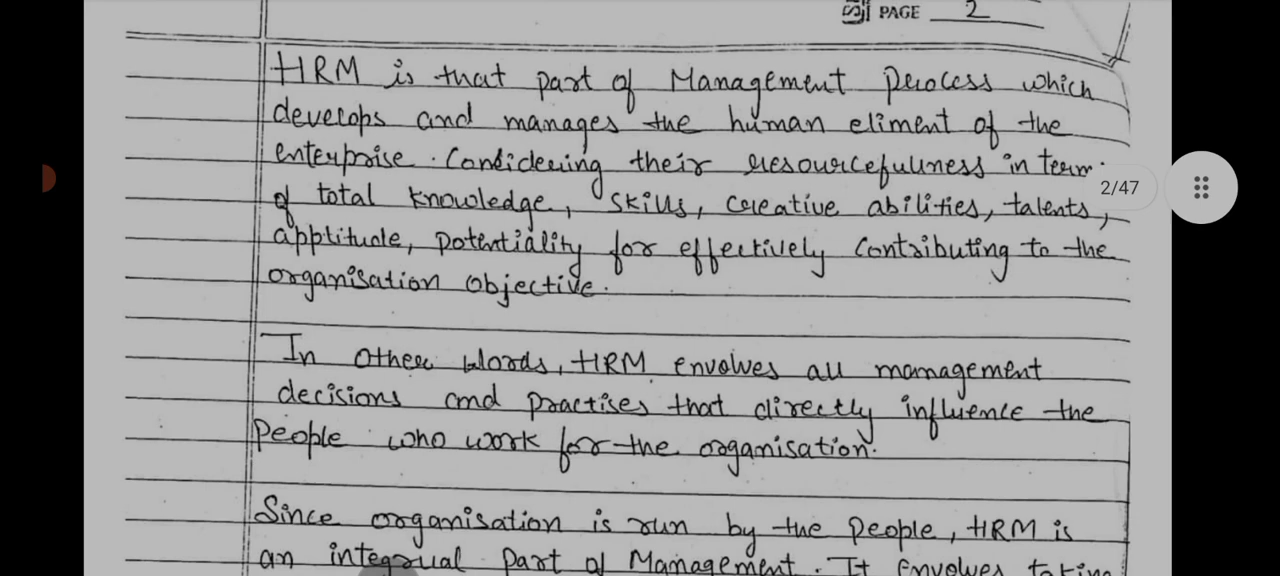 PAGE 2
HRM is that part of Management Process which
develops and manages the human eliment of the
enterprise. Considering their resourcefullness in term
of total knowledge, skills, creative abilities, talents,
apptitude, potentiality for effectively contributing to the
organisation objective.
In other words, HRM envolves all management
decisions and practises that directly influence the
people who work for the organisation.
Since organisation is run by the people, HRM is
an integral part of Management. It envolves taking
2/47